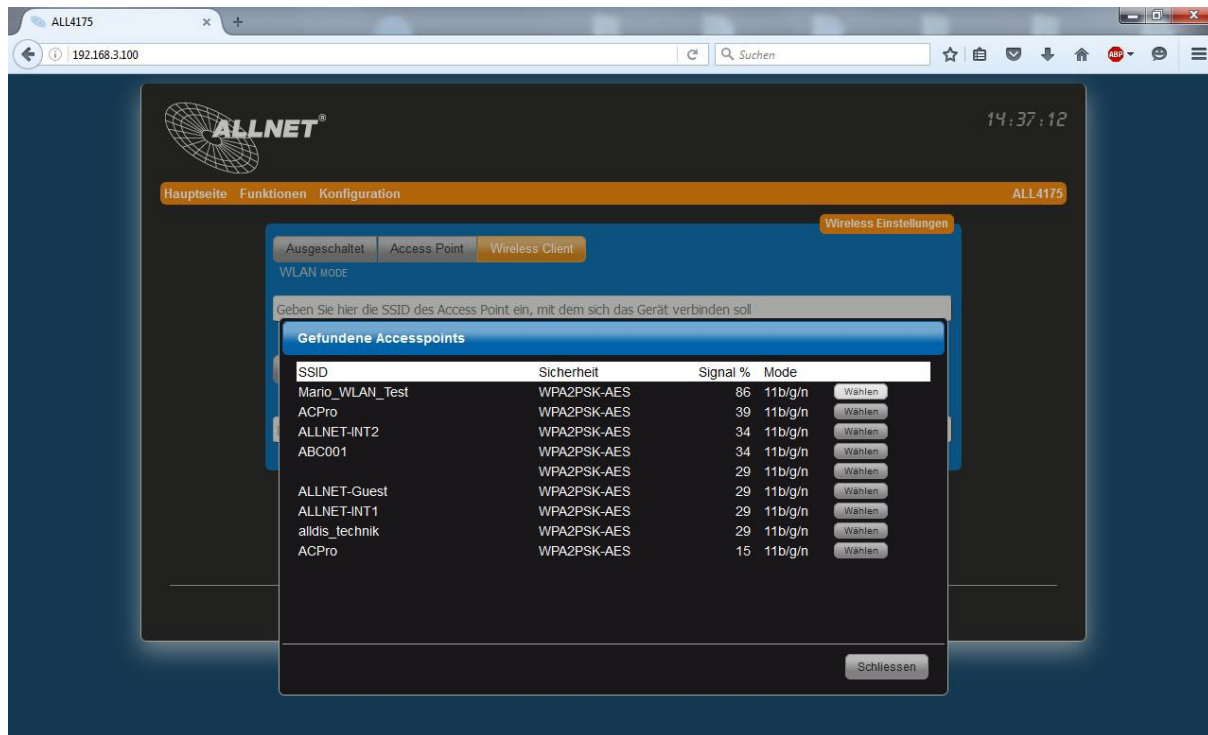 ALL4175
192.168.3.100
Suchen
ABP
ALLNET®
14:37:12
Hauptseite Funktionen Konfiguration ALL4175
Wireless Einstellungen
Ausgeschaltet Access Point Wireless Client
WLAN MODE
Geben Sie hier die SSID des Access Point ein, mit dem sich das Gerät verbinden soll
Gefundene Accesspoints
SSID Sicherheit Signal % Mode
Mario_WLAN_Test WPA2PSK-AES 86 11b/g/n Wählen
ACPro WPA2PSK-AES 39 11b/g/n Wählen
ALLNET-INT2 WPA2PSK-AES 34 11b/g/n Wählen
ABC001 WPA2PSK-AES 34 11b/g/n Wählen
WPA2PSK-AES 29 11b/g/n Wählen
ALLNET-Guest WPA2PSK-AES 29 11b/g/n Wählen
ALLNET-INT1 WPA2PSK-AES 29 11b/g/n Wählen
alldis_technik WPA2PSK-AES 29 11b/g/n Wählen
ACPro WPA2PSK-AES 15 11b/g/n Wählen
Schliessen